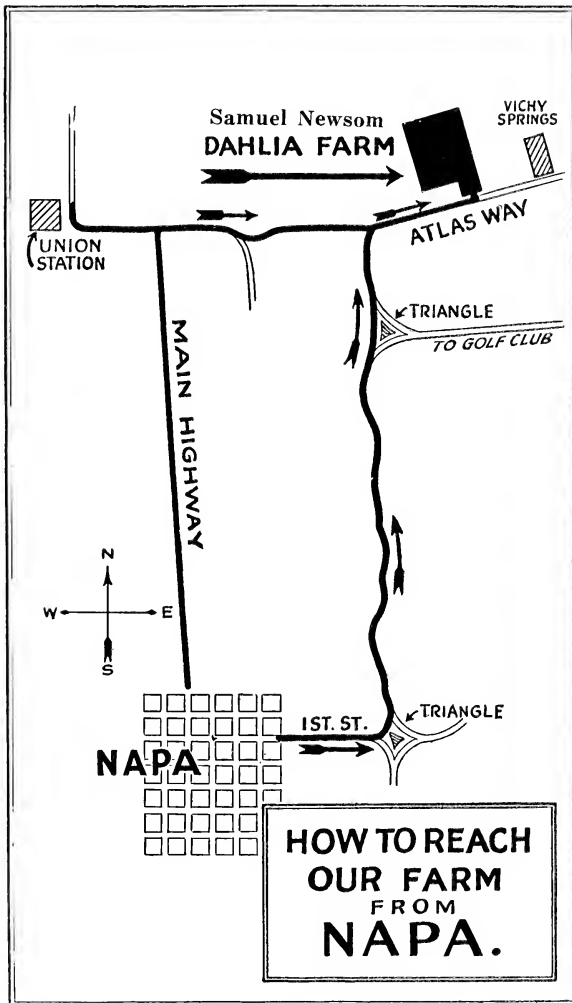 Samuel Newsom
DAHLIA FARM
VICHY
SPRINGS
UNION
STATION
ATLAS WAY
TRIANGLE
TO GOLF CLUB
MAIN HIGHWAY
N
W E
S
1ST. ST.
TRIANGLE
NAPA
HOW TO REACH
OUR FARM
FROM
NAPA.